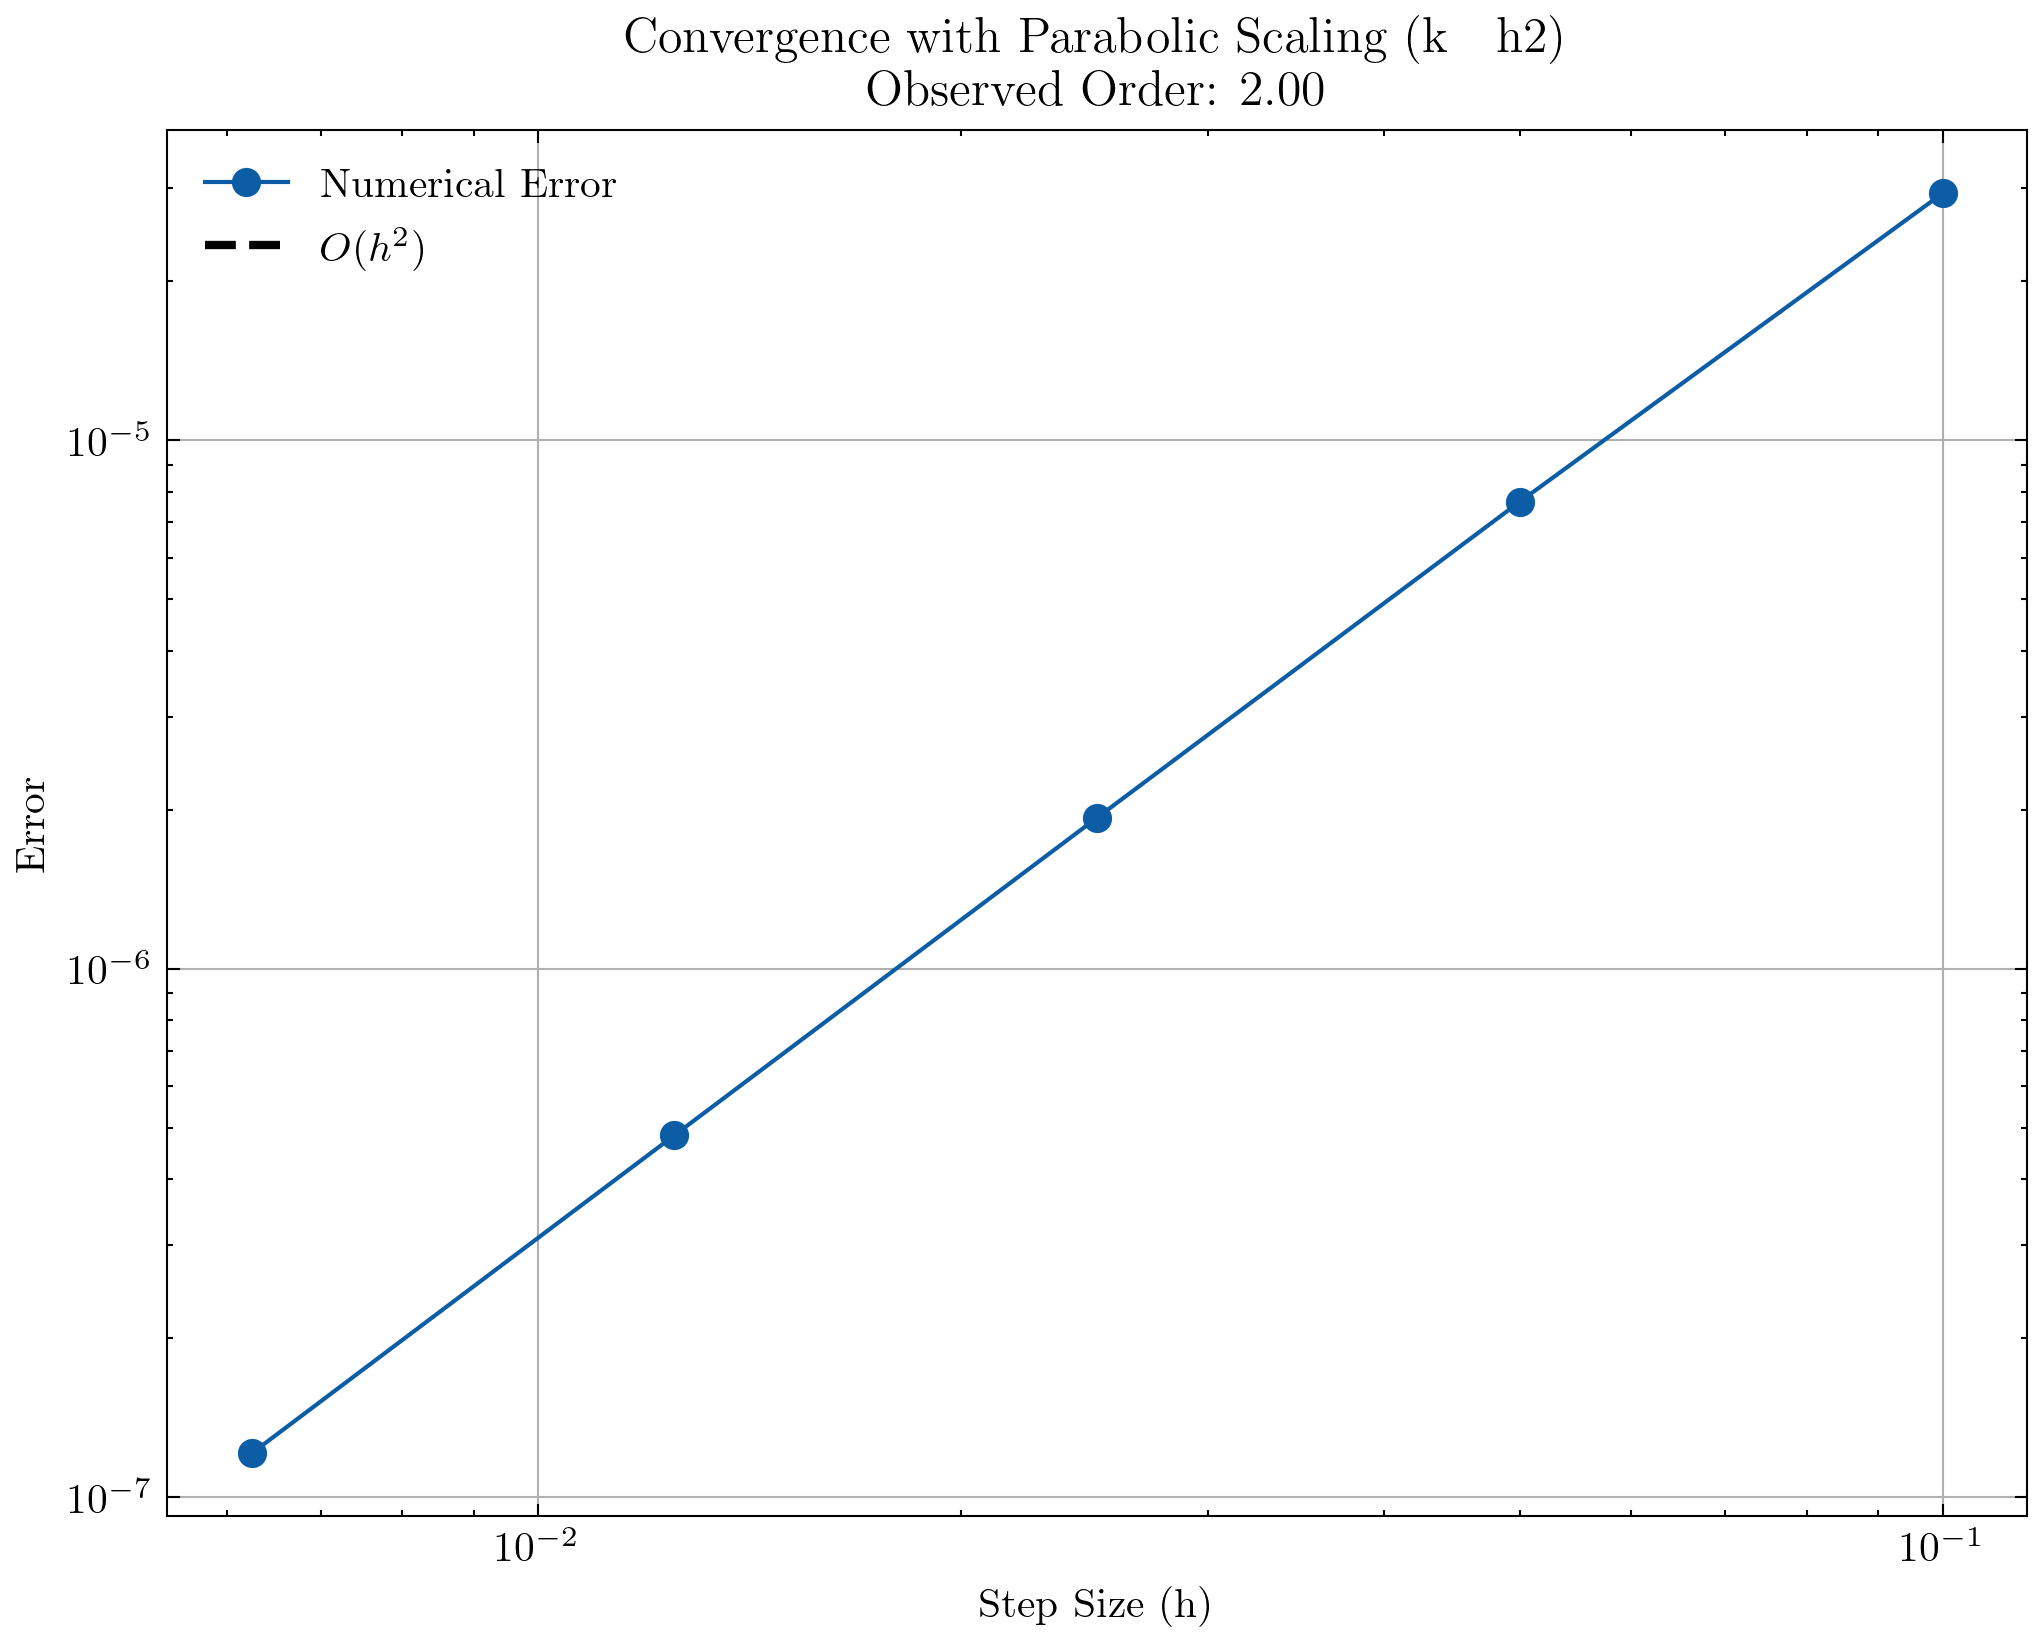 Convergence with Parabolic Scaling (k h2)
Observed Order: 2.00
Numerical Error
O(h²)
Error
10⁻⁵
10⁻⁶
10⁻⁷
10⁻²
10⁻¹
Step Size (h)